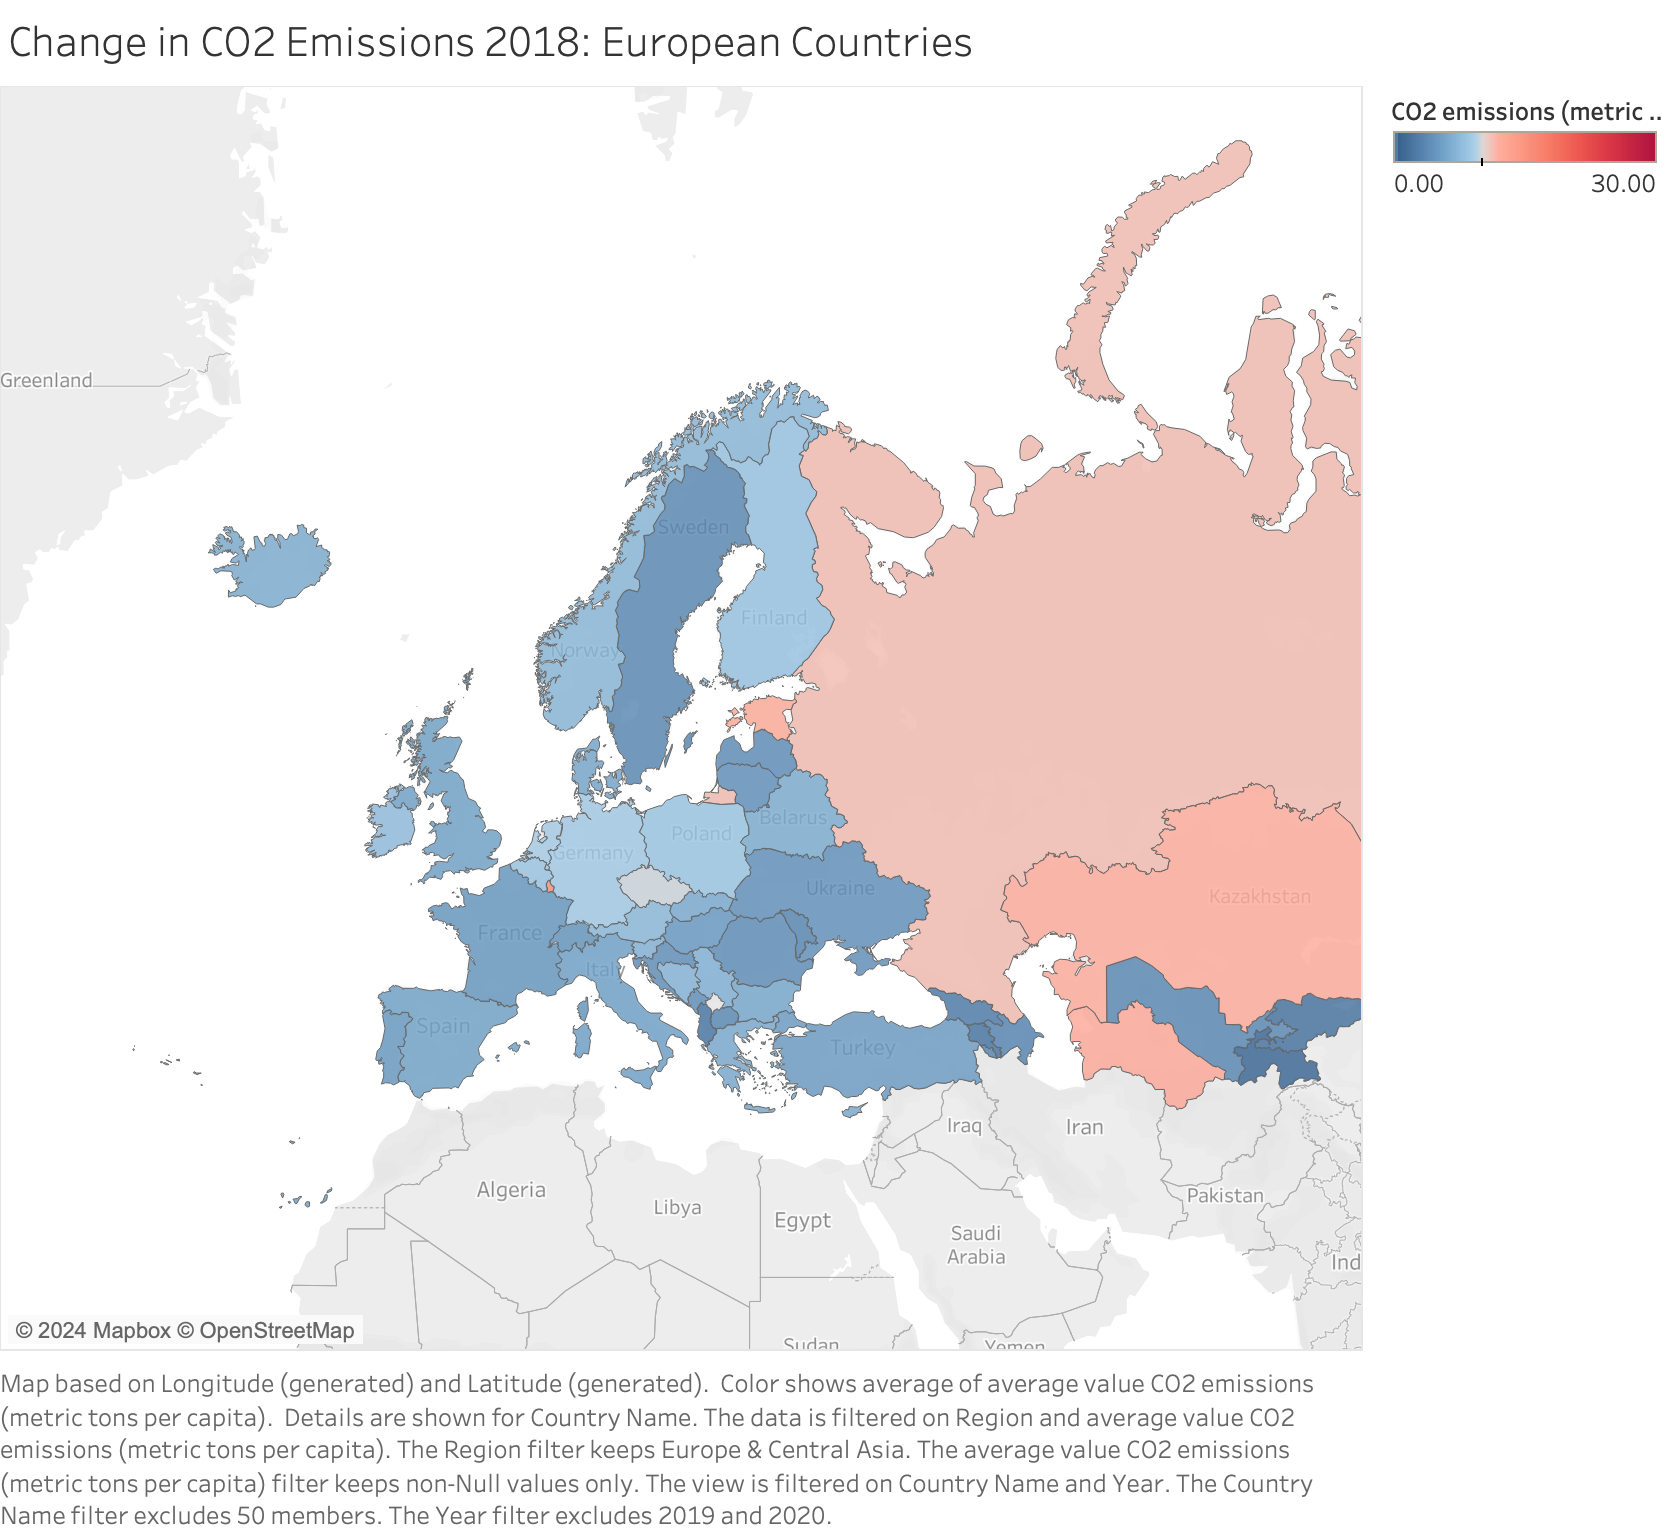 Change in CO2 Emissions 2018: European Countries
CO2 emissions (metric ..
0.00 30.00
Greenland
Sweden
Finland
Norway
Belarus
Poland
Germany
Ukraine
Kazakhstan
France
Italy
Spain
Turkey
Iraq
Iran
Algeria
Libya
Egypt
Pakistan
Saudi
Arabia
Ind
© 2024 Mapbox © OpenStreetMap
Sudan
Yemen
Map based on Longitude (generated) and Latitude (generated).  Color shows average of average value CO2 emissions
(metric tons per capita).  Details are shown for Country Name. The data is filtered on Region and average value CO2
emissions (metric tons per capita). The Region filter keeps Europe & Central Asia. The average value CO2 emissions
(metric tons per capita) filter keeps non-Null values only. The view is filtered on Country Name and Year. The Country
Name filter excludes 50 members. The Year filter excludes 2019 and 2020.